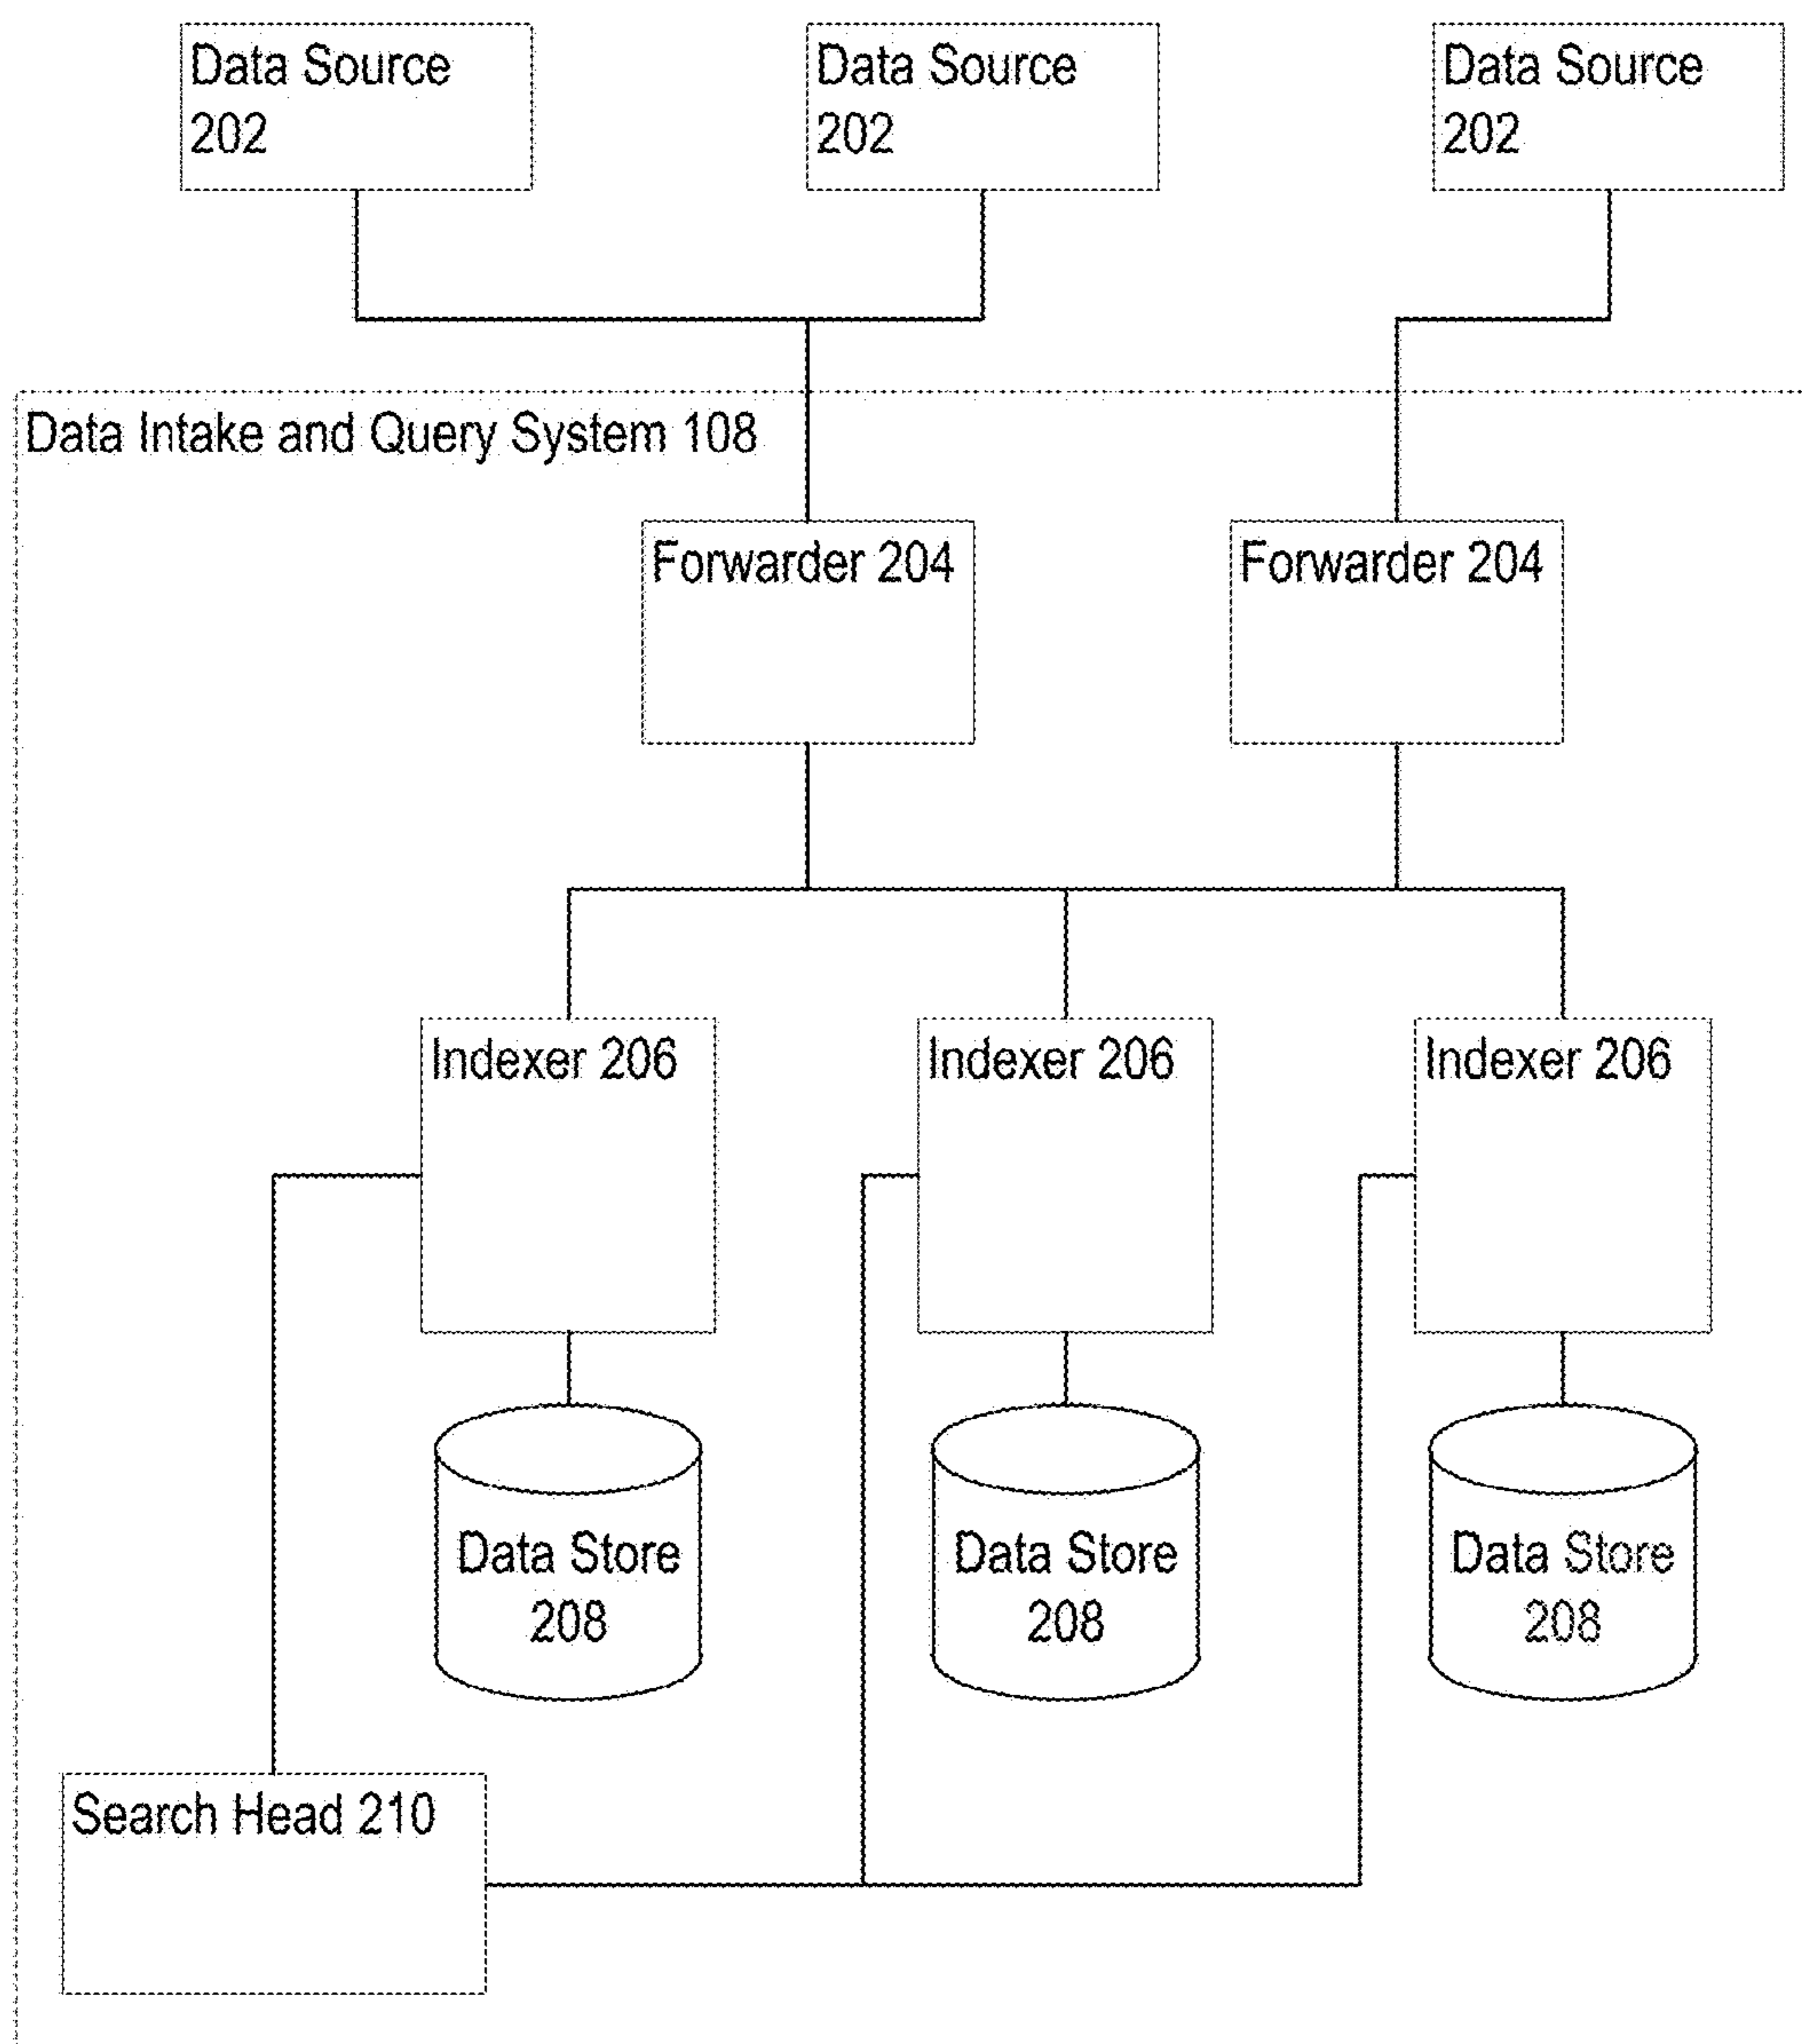 Data Source
202
Data Source
202
Data Source
202
Data Intake and Query System 108
Forwarder 204
Forwarder 204
Indexer 206
Indexer 206
Indexer 206
Data Store
208
Data Store
208
Data Store
208
Search Head 210